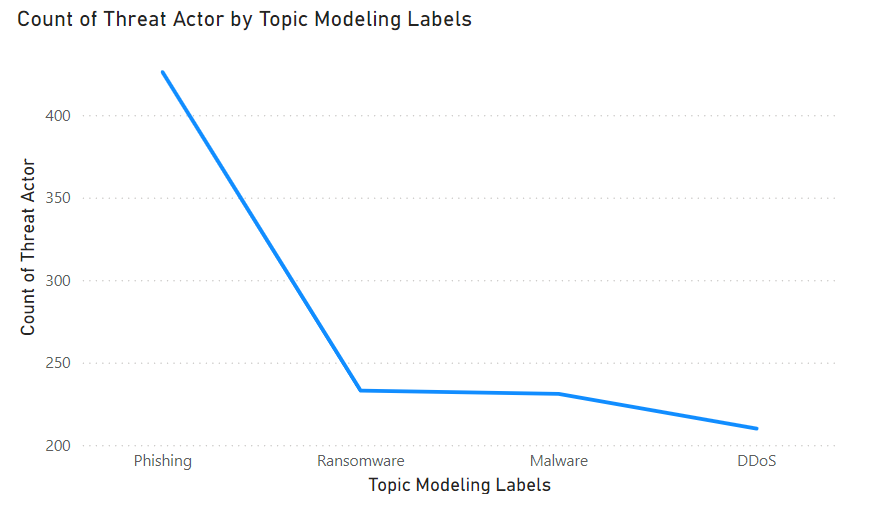 Count of Threat Actor by Topic Modeling Labels
Count of Threat Actor
400
350
300
250
200
Phishing Ransomware Malware DDoS
Topic Modeling Labels